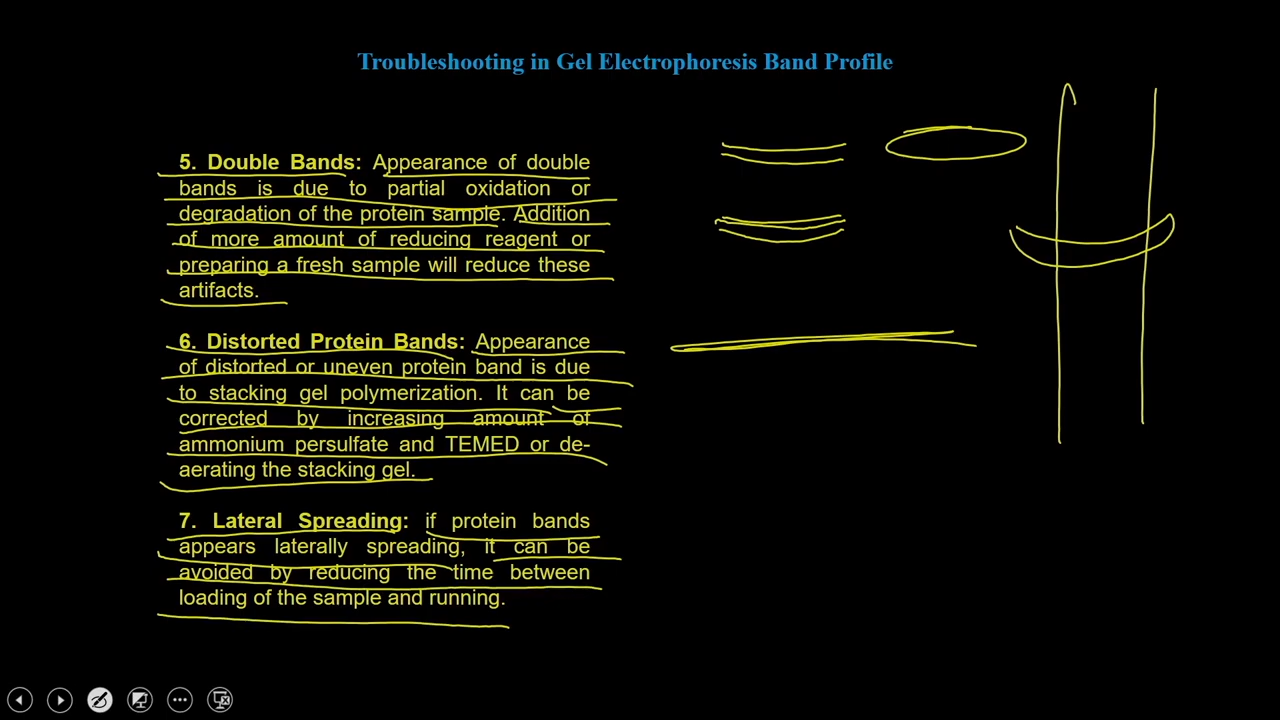 Troubleshooting in Gel Electrophoresis Band Profile
5. Double Bands: Appearance of double
bands is due to partial oxidation or
degradation of the protein sample. Addition
of more amount of reducing reagent or
preparing a fresh sample will reduce these
artifacts.
6. Distorted Protein Bands: Appearance
of distorted or uneven protein band is due
to stacking gel polymerization. It can be
corrected by increasing amount of
ammonium persulfate and TEMED or de-
aerating the stacking gel.
7. Lateral Spreading: if protein bands
appears laterally spreading, it can be
avoided by reducing the time between
loading of the sample and running.